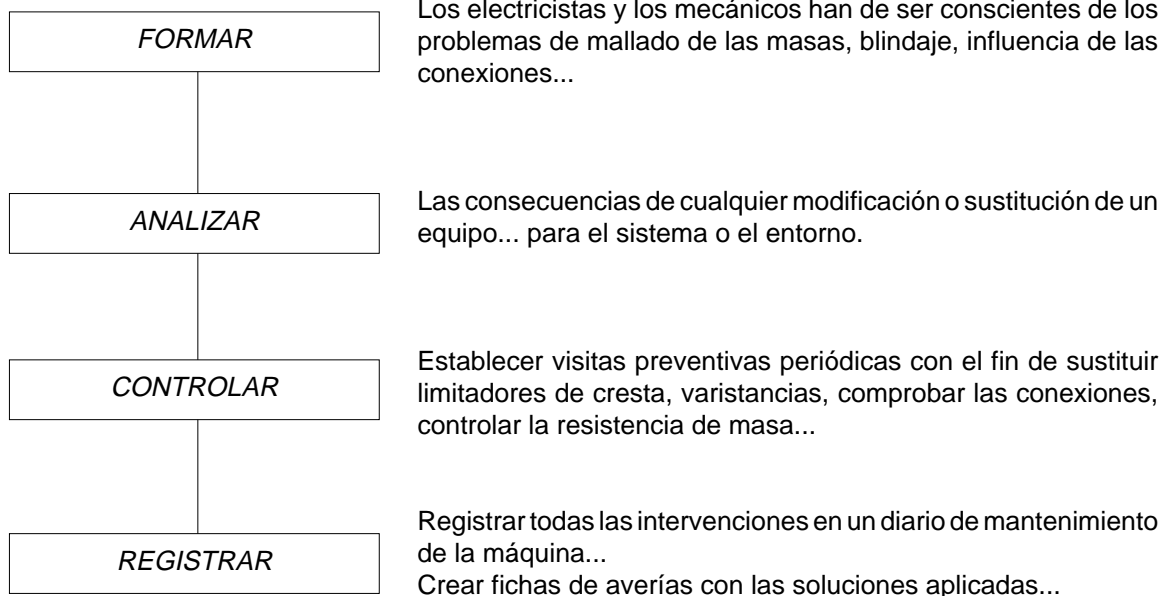 FORMAR
Los electricistas y los mecánicos han de ser conscientes de los
problemas de mallado de las masas, blindaje, influencia de las
conexiones...
ANALIZAR
Las consecuencias de cualquier modificación o sustitución de un
equipo... para el sistema o el entorno.
CONTROLAR
Establecer visitas preventivas periódicas con el fin de sustituir
limitadores de cresta, varistancias, comprobar las conexiones,
controlar la resistencia de masa...
REGISTRAR
Registrar todas las intervenciones en un diario de mantenimiento
de la máquina...
Crear fichas de averías con las soluciones aplicadas...